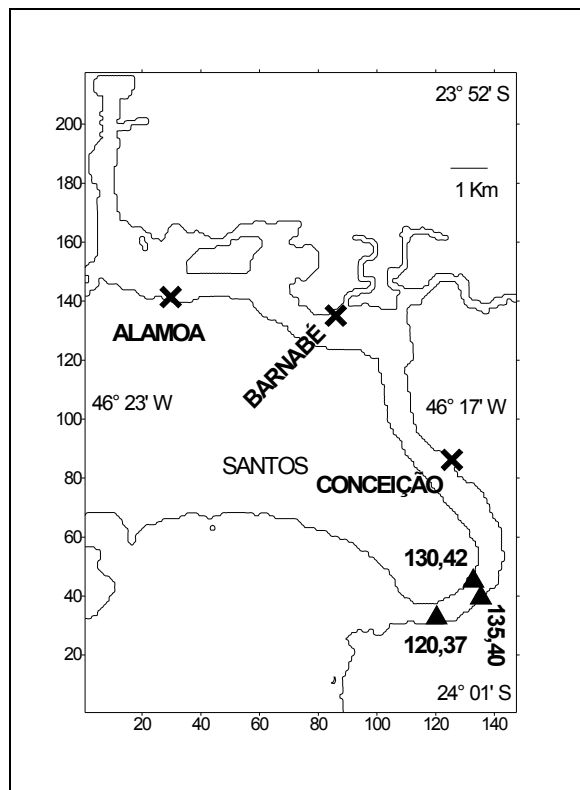 23° 52' S
200
180
1 Km
160
140
ALAMOA
BARNABÉ
120
46° 23' W
46° 17' W
100
SANTOS
CONCEIÇÃO
80
60
130,42
40
135,40
120,37
20
24° 01' S
20 40 60 80 100 120 140